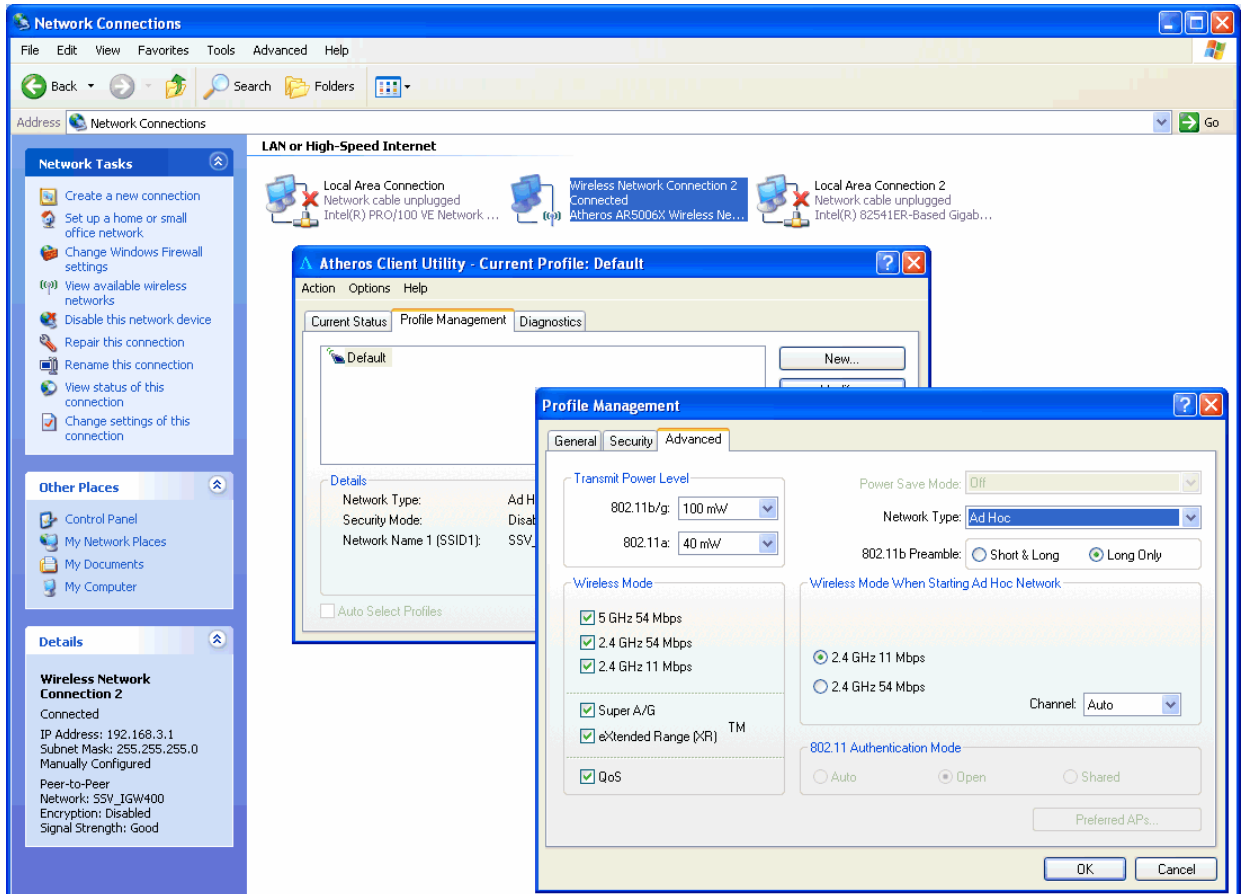 Network Connections
File Edit View Favorites Tools Advanced Help
Back Search Folders
Address Network Connections Go
Network Tasks
Create a new connection
Set up a home or small
office network
Change Windows Firewall
settings
View available wireless
networks
Disable this network device
Repair this connection
Rename this connection
View status of this
connection
Change settings of this
connection
Other Places
Control Panel
My Network Places
My Documents
My Computer
Details
Wireless Network
Connection 2
Connected
IP Address: 192.168.3.1
Subnet Mask: 255.255.255.0
Manually Configured
Peer-to-Peer
Network: SSV_IGW400
Encryption: Disabled
Signal Strength: Good
LAN or High-Speed Internet
Local Area Connection
Network cable unplugged
Intel(R) PRO/100 VE Network ...
Wireless Network Connection 2
Connected
Atheros AR5006X Wireless Ne...
Local Area Connection 2
Network cable unplugged
Intel(R) 82541ER-Based Gigab...
Atheros Client Utility - Current Profile: Default
Action Options Help
Current Status Profile Management Diagnostics
Default
New...
Details
Network Type: Ad H
Security Mode: Disab
Network Name 1 (SSID1): SSV_
Auto Select Profiles
Profile Management
General Security Advanced
Transmit Power Level
802.11b/g: 100 mW
802.11a: 40 mW
Power Save Mode: Off
Network Type: Ad Hoc
802.11b Preamble: Short & Long Long Only
Wireless Mode
5 GHz 54 Mbps
2.4 GHz 54 Mbps
2.4 GHz 11 Mbps
Super A/G
eXtended Range (XR) TM
QoS
Wireless Mode When Starting Ad Hoc Network
2.4 GHz 11 Mbps
2.4 GHz 54 Mbps
Channel: Auto
802.11 Authentication Mode
Auto Open Shared
Preferred APs...
OK Cancel